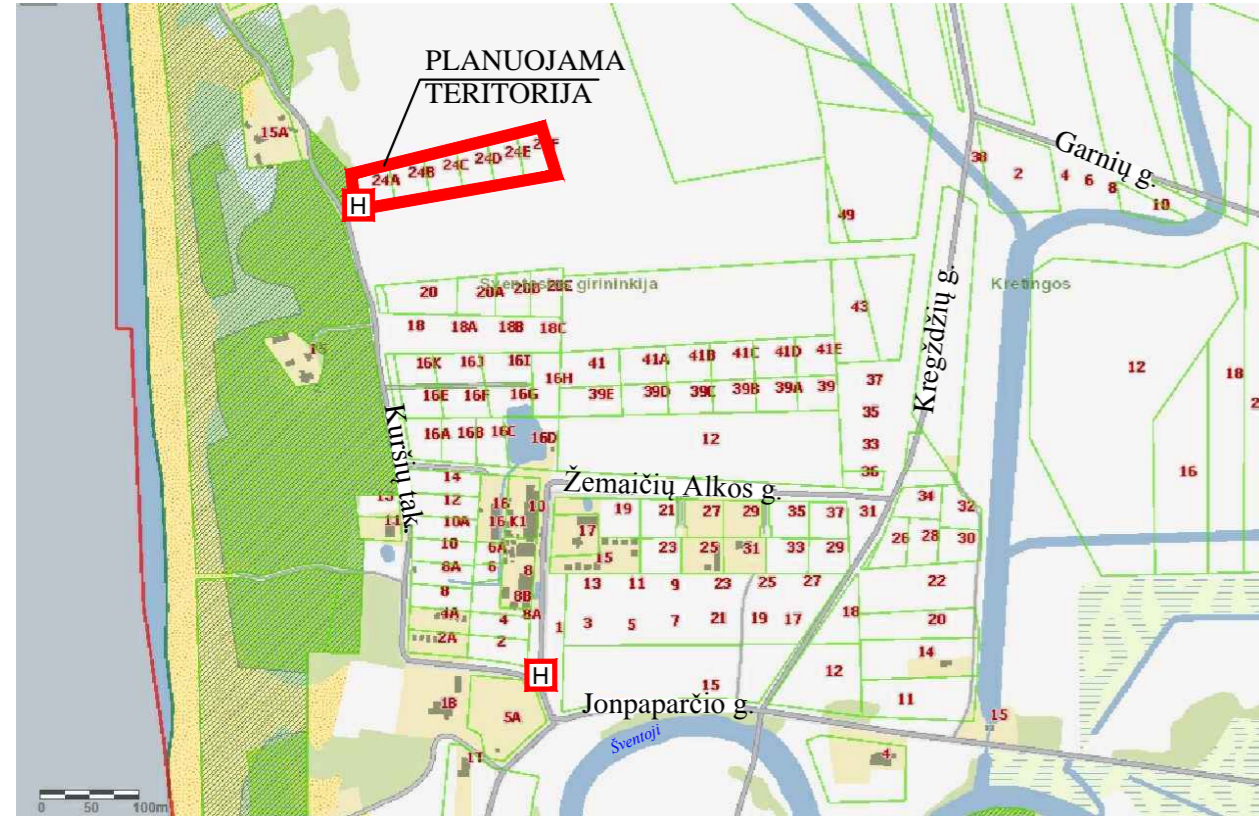 PLANUOJAMA
TERITORIJA
15A
24A 24B 24C 24D 24E
H
38 2 4 6 8 10
Garnių g.
49
Šventosios girininkija
Kretingos
20 20A 20B 20E
43
18 18A 18B 18C
16K 16J 16I 16H
41 41A 41B 41C 41D 41E
12 18
15
37
16E 16F 16G
39E 39D 39C 39B 39A 39
35
Kregždžių g.
Kuršių tak.
16A 16B 16C 16D
12
33
36
16
Žemaičių Alkos g.
14
12
10A
10
8A
8
4A
2A
16
16 K1
6A
6
10
8
8B
8A
4
2
11
17
15
19 21 27 29 35 37 31
23 25 31 33 29
34 32
26 28 30
13 11 9 23 25 27
22
1 3 5 7 21 19 17 18
20
14
H
15
12
11
1B
5A
Jonpaparčio g.
15
Šventoji
4
0 50 100m